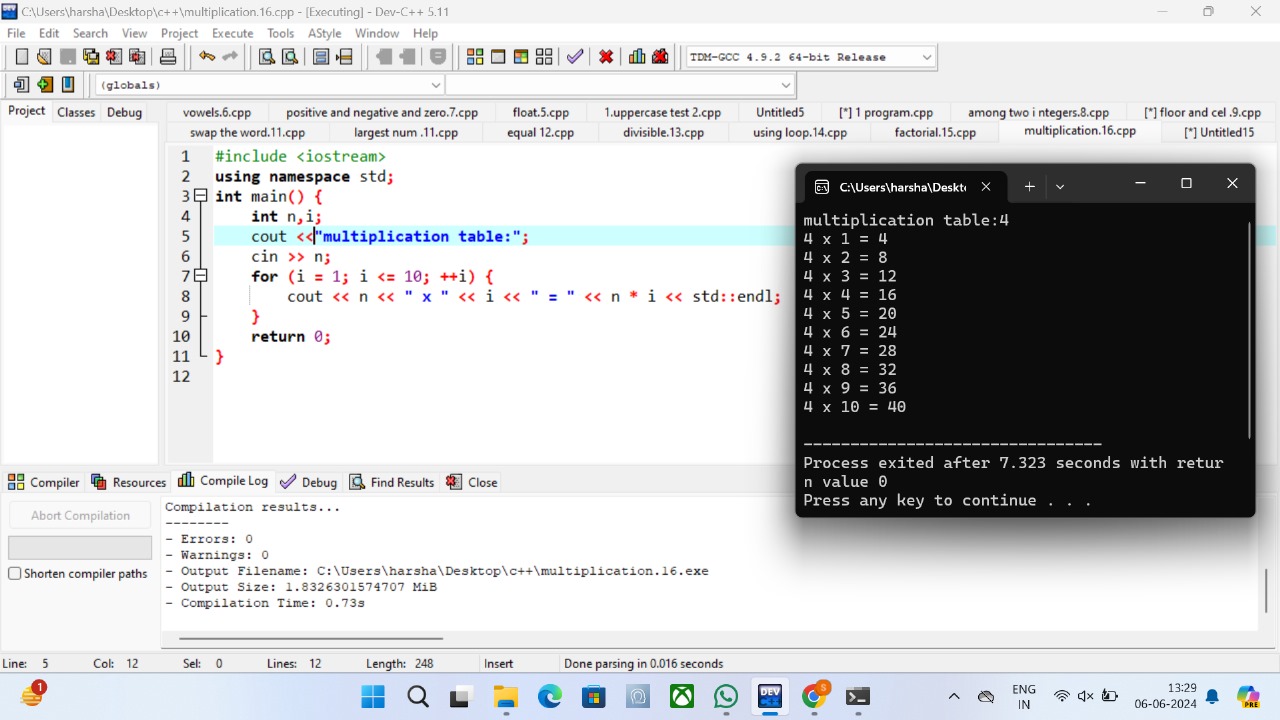 C:\Users\harsha\Desktop\c++\multiplication.16.cpp - [Executing] - Dev-C++ 5.11
File Edit Search View Project Execute Tools AStyle Window Help
TDM-GCC 4.9.2 64-bit Release
(globals)
Project Classes Debug
vowels.6.cpp positive and negative and zero.7.cpp float.5.cpp 1.uppercase test 2.cpp Untitled5 [*] 1 program.cpp among two i ntegers.8.cpp [*] floor and cel .9.cpp
swap the word.11.cpp largest num .11.cpp equal 12.cpp divisible.13.cpp using loop.14.cpp factorial.15.cpp multiplication.16.cpp [*] Untitled15
1 #include <iostream>
2 using namespace std;
3 int main() {
4 int n,i;
5 cout <<"multiplication table:";
6 cin >> n;
7 for (i = 1; i <= 10; ++i) {
8 cout << n << " x " << i << " = " << n * i << std::endl;
9 }
10 return 0;
11 }
12
C:\Users\harsha\Deskt
multiplication table:4
4 x 1 = 4
4 x 2 = 8
4 x 3 = 12
4 x 4 = 16
4 x 5 = 20
4 x 6 = 24
4 x 7 = 28
4 x 8 = 32
4 x 9 = 36
4 x 10 = 40
--------------------------------
Process exited after 7.323 seconds with retur
n value 0
Press any key to continue . . .
Compiler Resources Compile Log Debug Find Results Close
Abort Compilation
Shorten compiler paths
Compilation results...
--------
- Errors: 0
- Warnings: 0
- Output Filename: C:\Users\harsha\Desktop\c++\multiplication.16.exe
- Output Size: 1.8326301574707 MiB
- Compilation Time: 0.73s
Line: 5 Col: 12 Sel: 0 Lines: 12 Length: 248 Insert Done parsing in 0.016 seconds
1
DEV
S
ENG
IN
13:29
06-06-2024
PRE